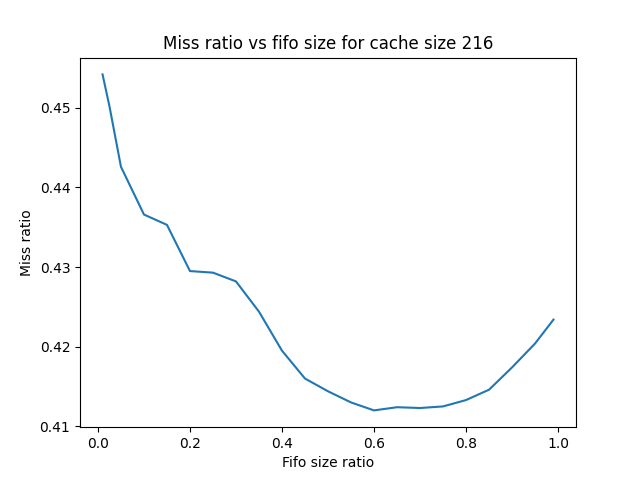 Miss ratio vs fifo size for cache size 216
0.45
0.44
0.43
0.42
0.41
Miss ratio
0.0 0.2 0.4 0.6 0.8 1.0
Fifo size ratio